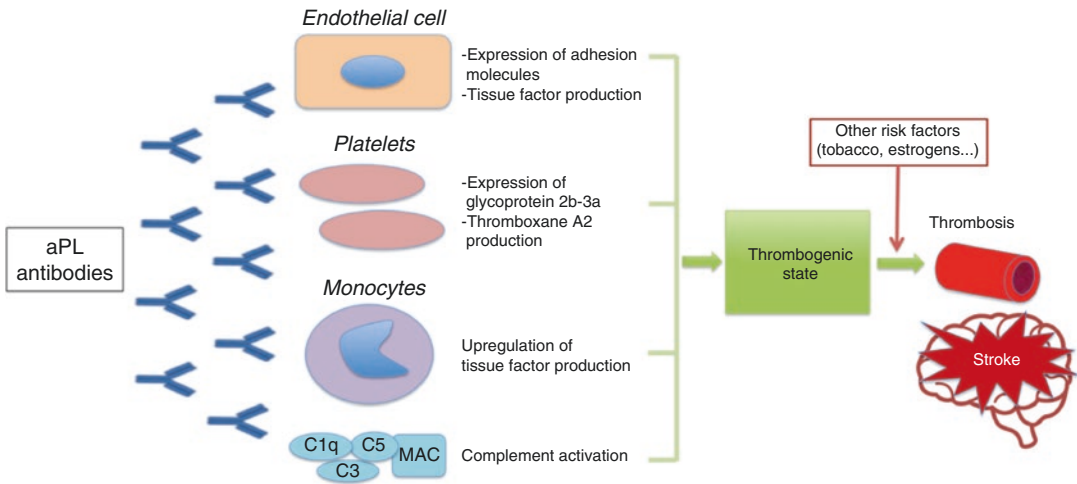 aPL
antibodies
Endothelial cell
-Expression of adhesion
molecules
-Tissue factor production
Platelets
-Expression of
glycoprotein 2b-3a
-Thromboxane A2
production
Monocytes
Upregulation of
tissue factor production
C1q
C5
C3
MAC
Complement activation
Thrombogenic
state
Other risk factors
(tobacco, estrogens...)
Thrombosis
Stroke